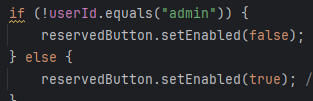 if (!userId.equals("admin")) {
    reservedButton.setEnabled(false);
} else {
    reservedButton.setEnabled(true); /
}